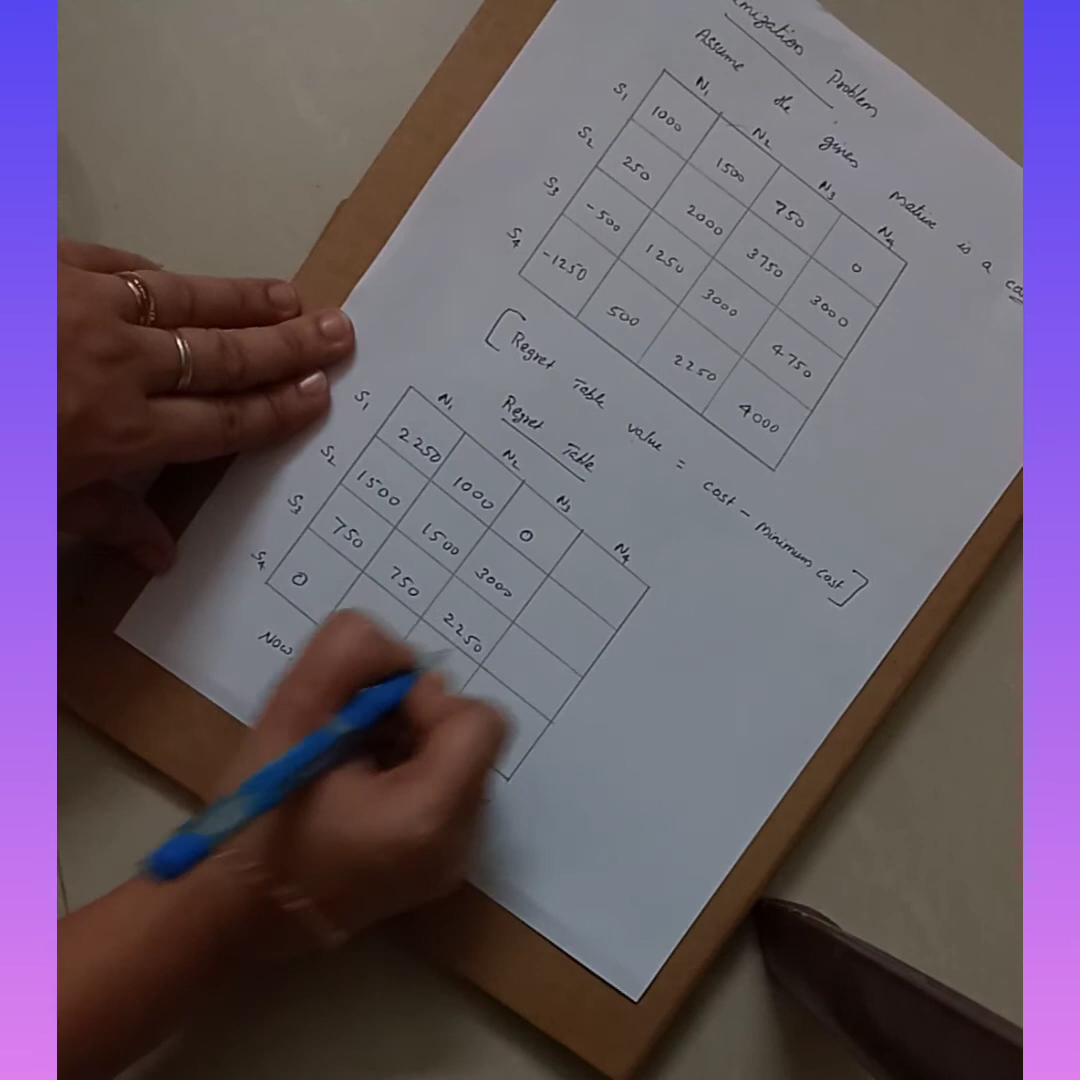 Problem
Assume the given matrix is a
N1 N2 N3 N4
S1 1000 1500 750 0
S2 250 2000 3750 3000
S3 -500 1250 3000 4750
S4 -1250 500 2250 4000
[Regret Table value = cost - minimum cost]
Regret Table
N1 N2 N3 N4
S1 2250 1000 0
S2 1500 1500 3000
S3 750 750 2250
S4 0
Now